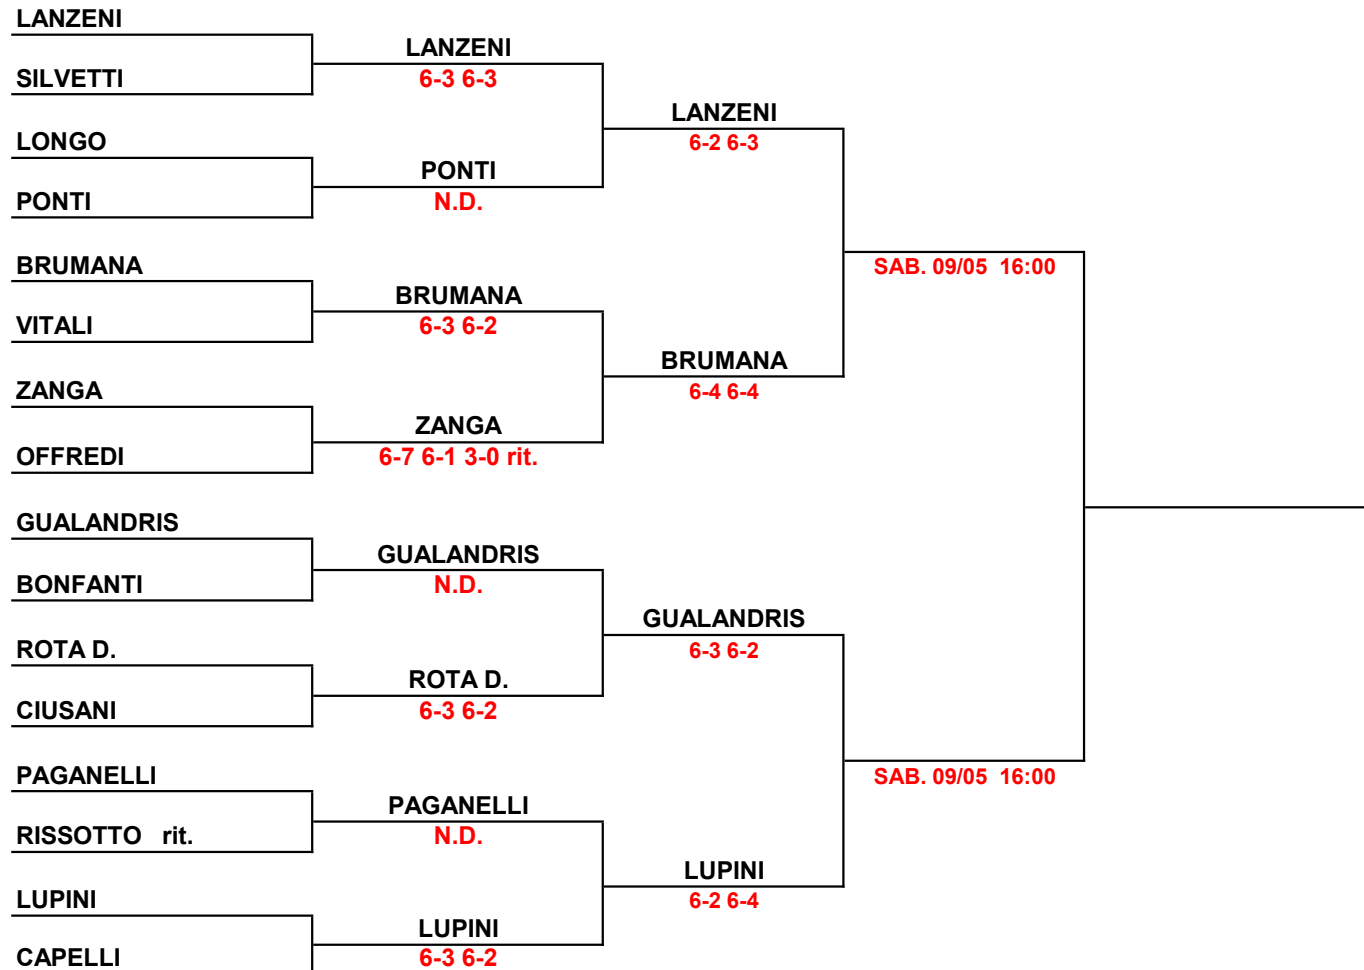 LANZENI
LANZENI
SILVETTI
6-3 6-3
LANZENI
LONGO
6-2 6-3
PONTI
PONTI
N.D.
BRUMANA
SAB. 09/05 16:00
BRUMANA
VITALI
6-3 6-2
BRUMANA
ZANGA
6-4 6-4
ZANGA
OFFREDI
6-7 6-1 3-0 rit.
GUALANDRIS
GUALANDRIS
BONFANTI
N.D.
GUALANDRIS
ROTA D.
6-3 6-2
ROTA D.
CIUSANI
6-3 6-2
PAGANELLI
SAB. 09/05 16:00
PAGANELLI
RISSOTTO rit.
N.D.
LUPINI
LUPINI
6-2 6-4
LUPINI
CAPELLI
6-3 6-2